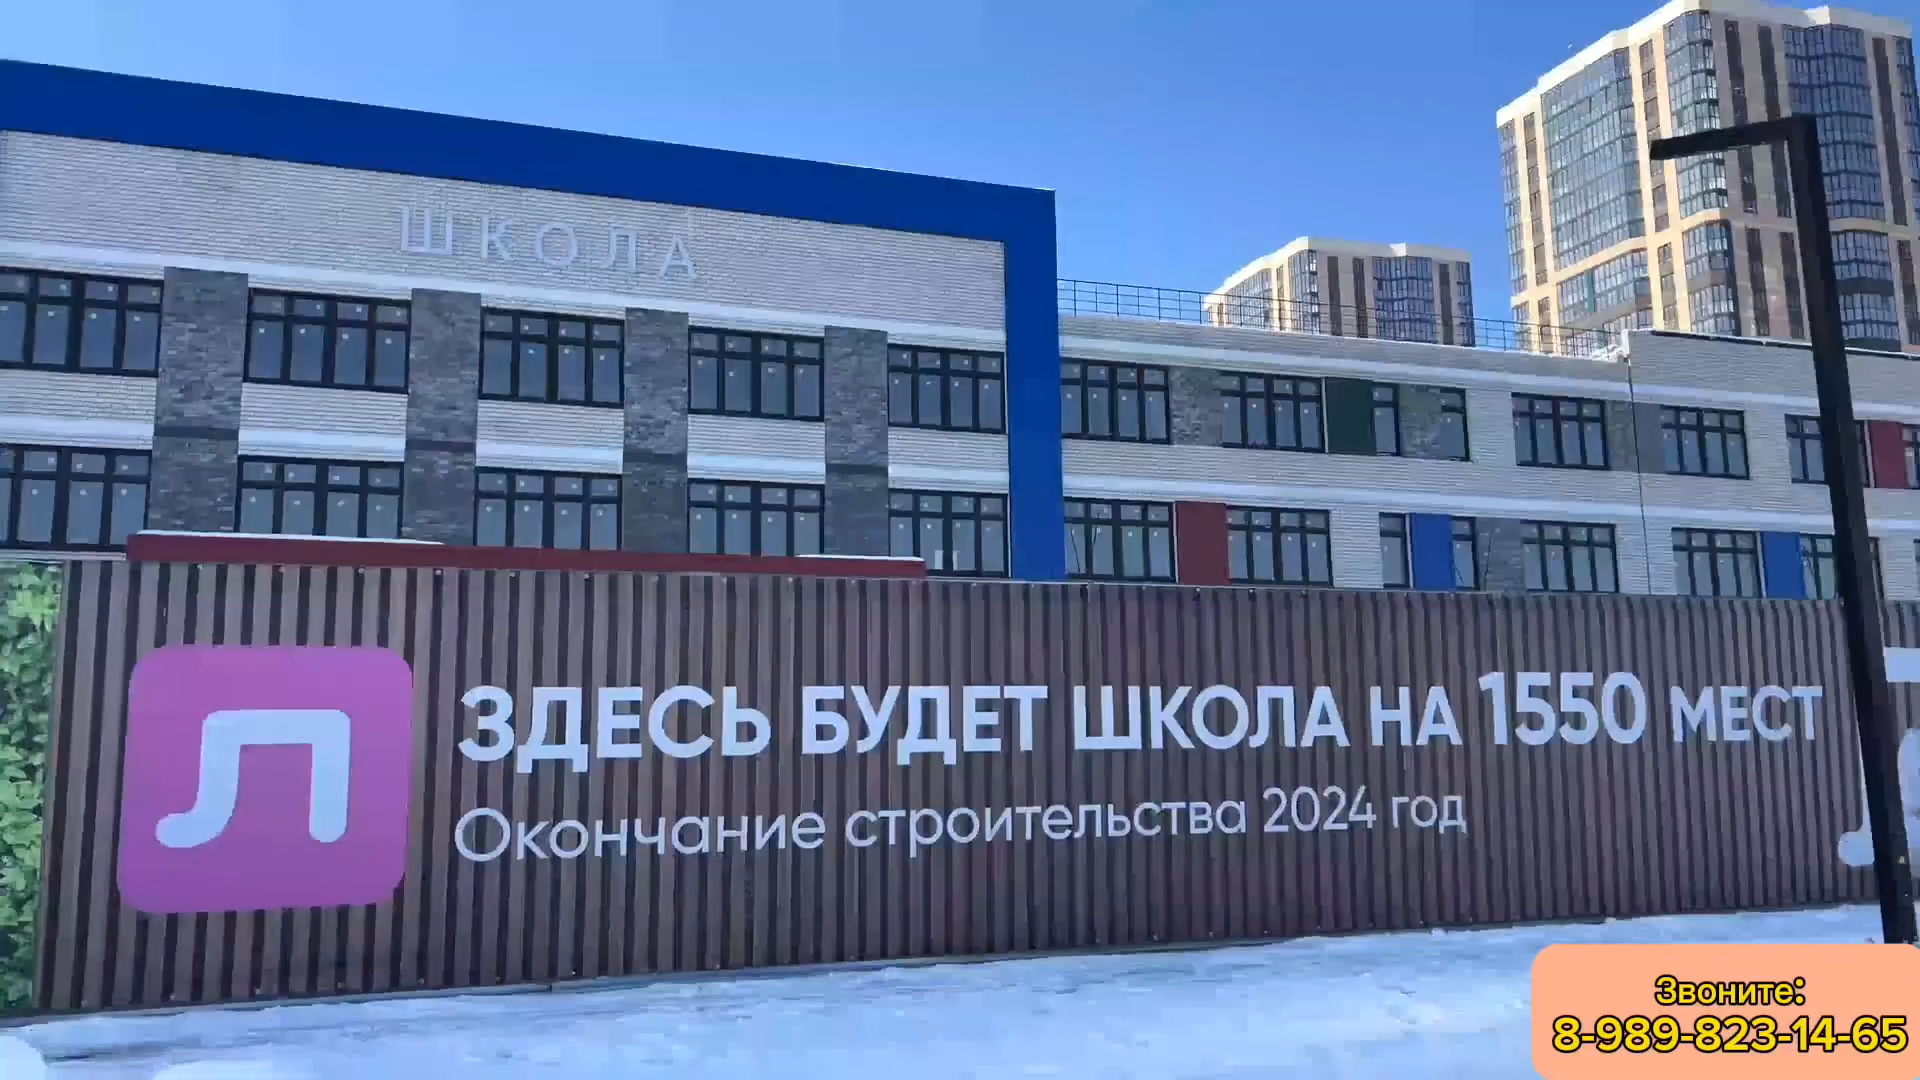 ШКОЛА
Л
ЗДЕСЬ БУДЕТ ШКОЛА НА 1550 МЕСТ
Окончание строительства 2024 год
Звоните:
8-989-823-14-65